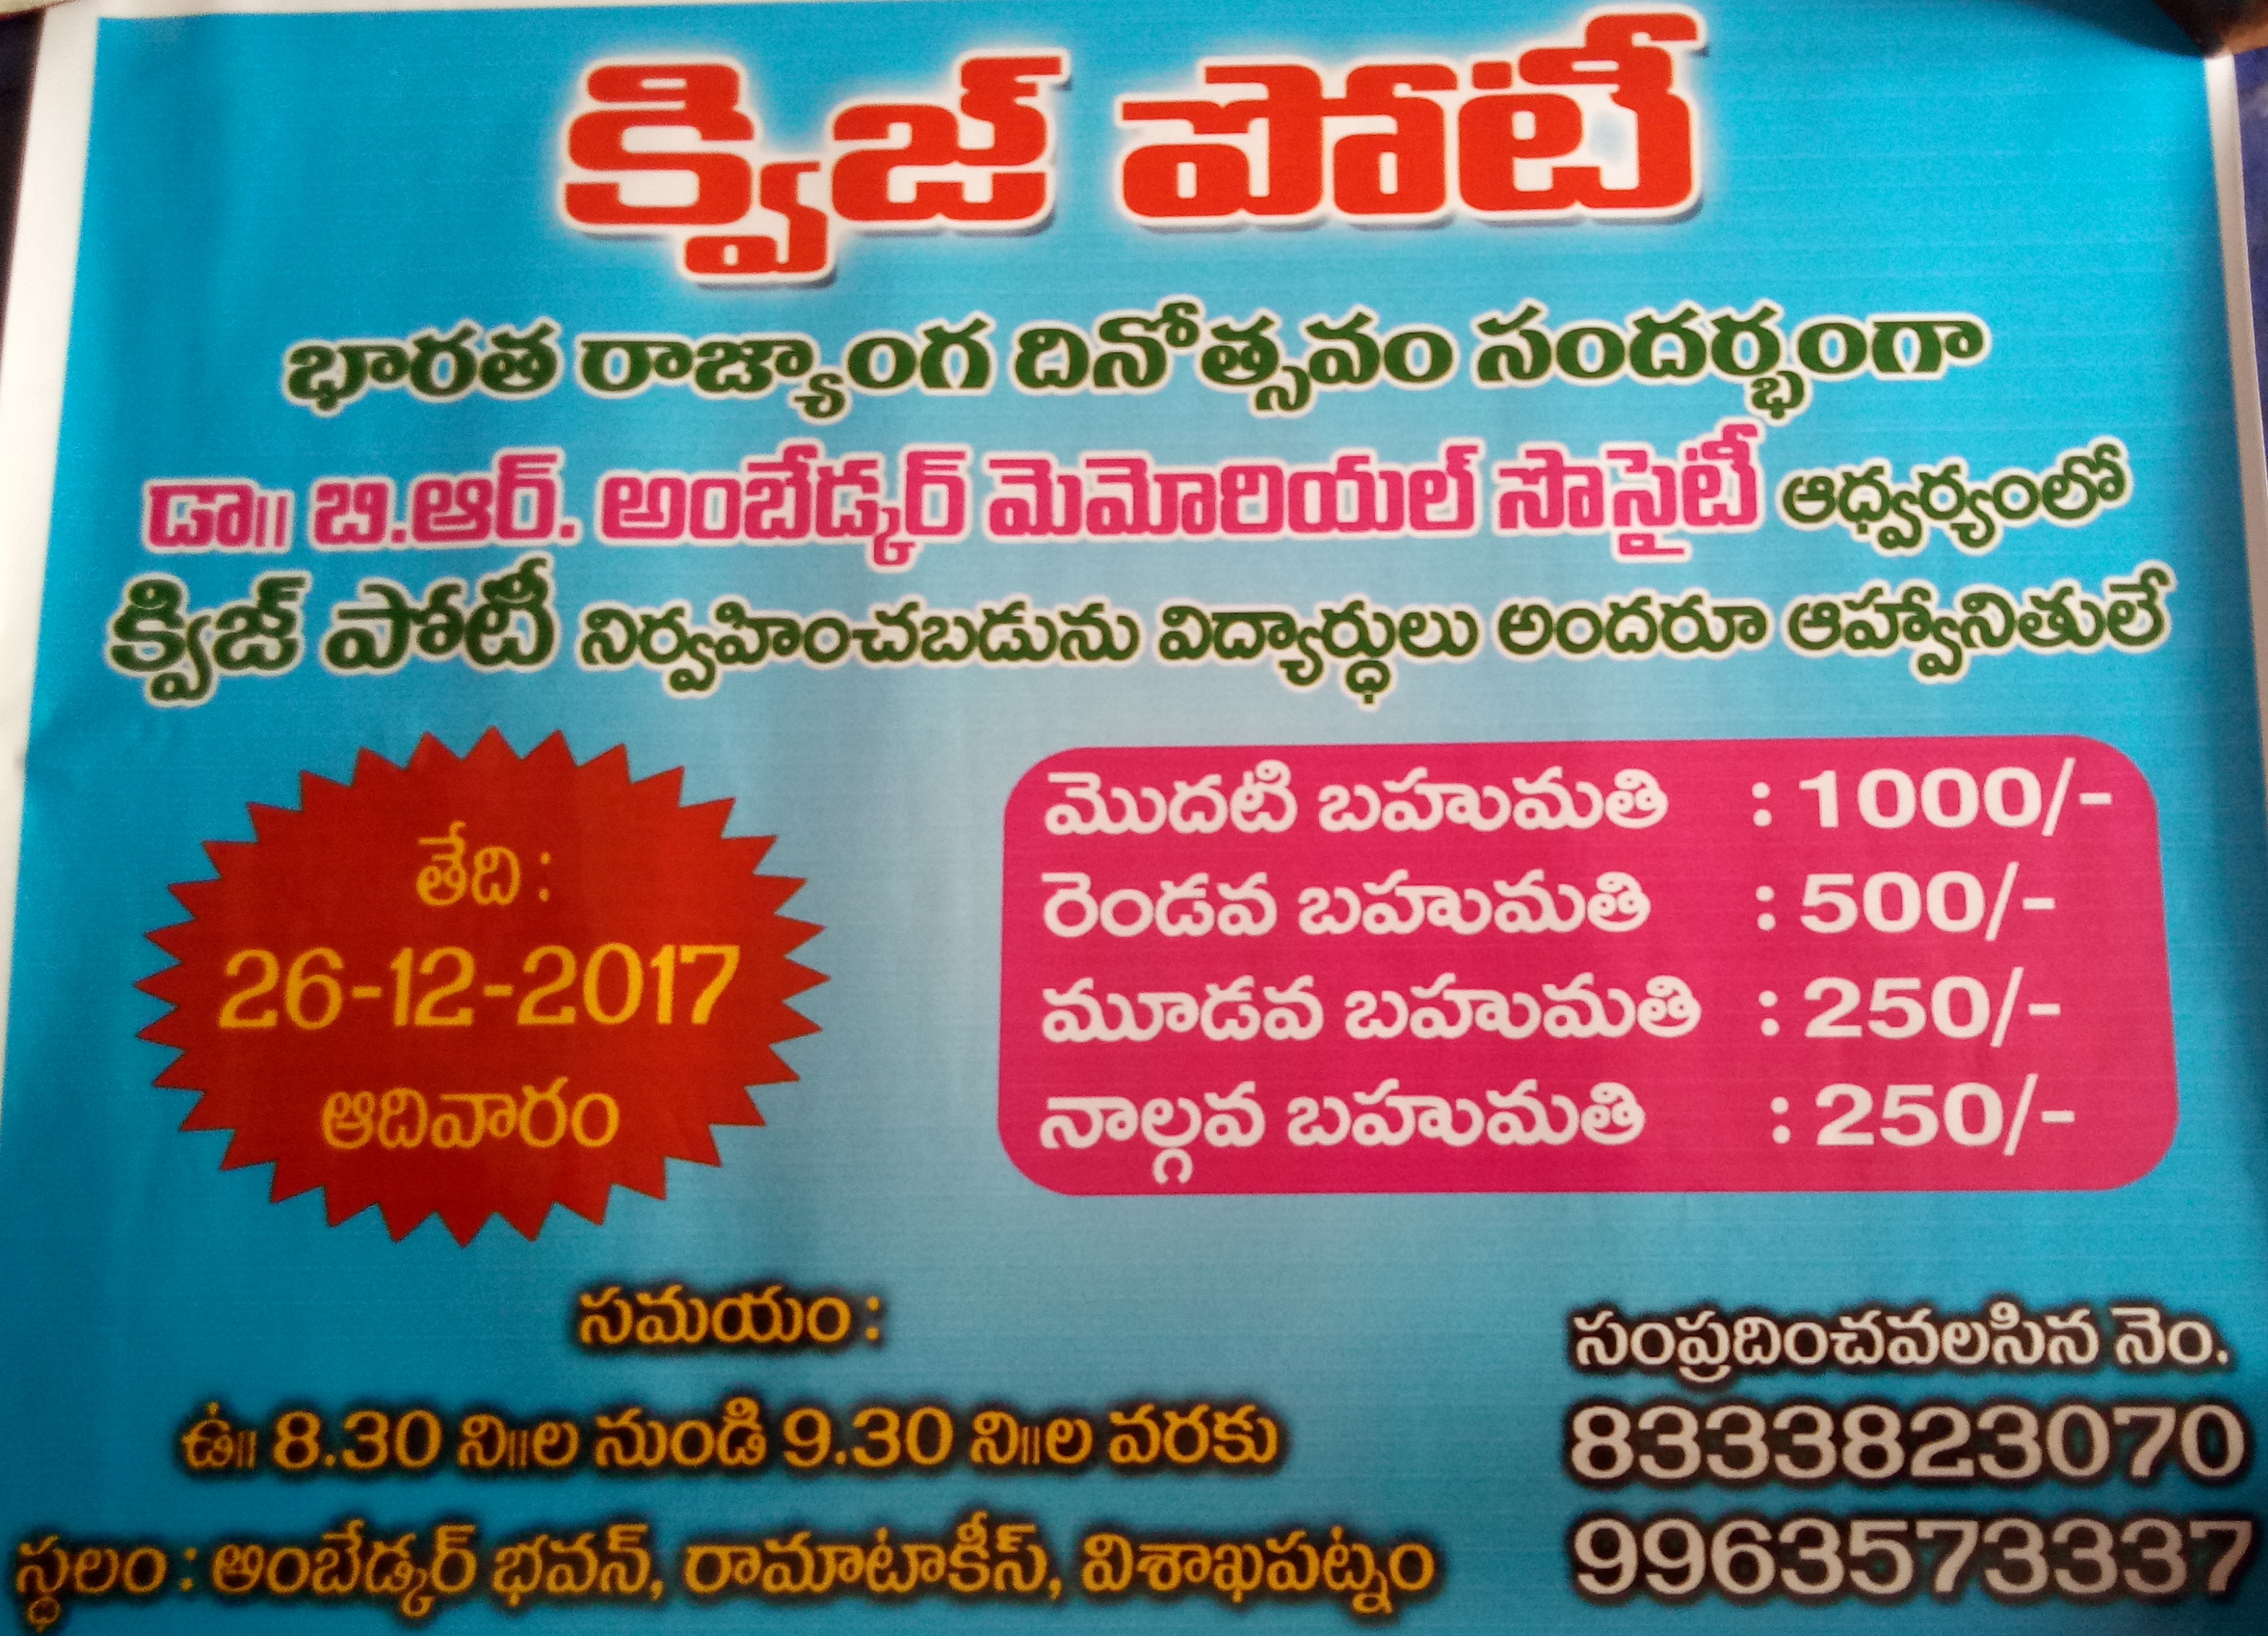 క్విజ్ పోటీ
భారత రాజ్యాంగ దినోత్సవం సందర్భంగా
డా॥ బి.ఆర్. అంబేడ్కర్ మెమోరియల్ సొసైటీ ఆధ్వర్యంలో
క్విజ్ పోటీ నిర్వహించబడును విద్యార్ధులు అందరూ ఆహ్వానితులే
తేది :
26-12-2017
ఆదివారం
మొదటి బహుమతి : 1000/-
రెండవ బహుమతి : 500/-
మూడవ బహుమతి : 250/-
నాల్గవ బహుమతి : 250/-
సమయం :
ఉ॥ 8.30 ని॥ల నుండి 9.30 ని॥ల వరకు
స్థలం : అంబేడ్కర్ భవన్, రామాటాకీస్, విశాఖపట్నం
సంప్రదించవలసిన నెం.
8333823070
9963573337